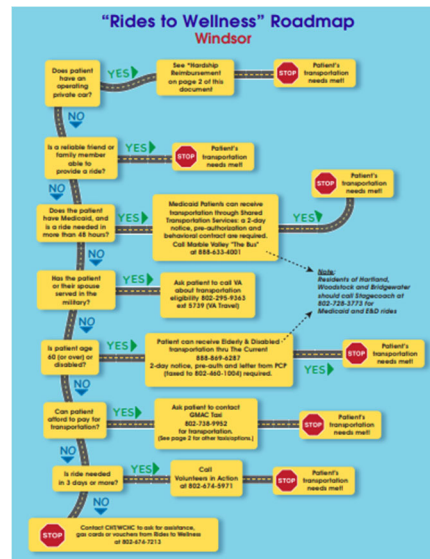 "Rides to Wellness" Roadmap
Windsor
Does patient
have an
operating
private car?
YES
See "Hardship
Reimbursement
on page 2 of this
document
STOP
Patient's
transportation
needs met!
NO
Is a reliable friend or
family member
able to
provide a ride?
YES
STOP
Patient's
transportation
needs met!
NO
Does the patient
have Medicaid, and
is a ride needed in
more than 48 hours?
YES
Medicaid Patients can receive
transportation through Shared
Transportation Services: a 2-day
notice, pre-authorization and
behavioral contract are required.
Call Marble Valley "The Bus"
at 888-633-4001
YES
STOP
Patient's
transportation
needs met!
NO
Has the patient
or their spouse
served in the
military?
YES
Ask patient to call VA
about transportation
eligibility 802-295-9363
ext 5739 (VA Travel)
Note:
Residents of Hartland,
Woodstock and Bridgewater
should call Stagecoach at
802-728-3773 for
Medicaid and E&D rides
NO
Is patient age
60 (or over) or
disabled?
YES
Patient can receive Elderly & Disabled
transportation thru The Current
888-869-6287
2-day notice, pre-auth and letter from PCP
(faxed to 802-460-1004) required.
YES
STOP
Patient's
transportation
needs met!
NO
Can patient
afford to pay for
transportation?
YES
Ask patient to contact
GMAC Taxi
802-738-9952
for transportation.
(See page 2 for other taxi options.)
STOP
Patient's
transportation
needs met!
NO
Is ride needed
in 3 days or more?
YES
Call
Volunteers in Action
at 802-674-5971
STOP
Patient's
transportation
needs met!
NO
STOP
Contact CHT/WCHC to ask for assistance,
gas cards or vouchers from Rides to Wellness
at 802-674-7213